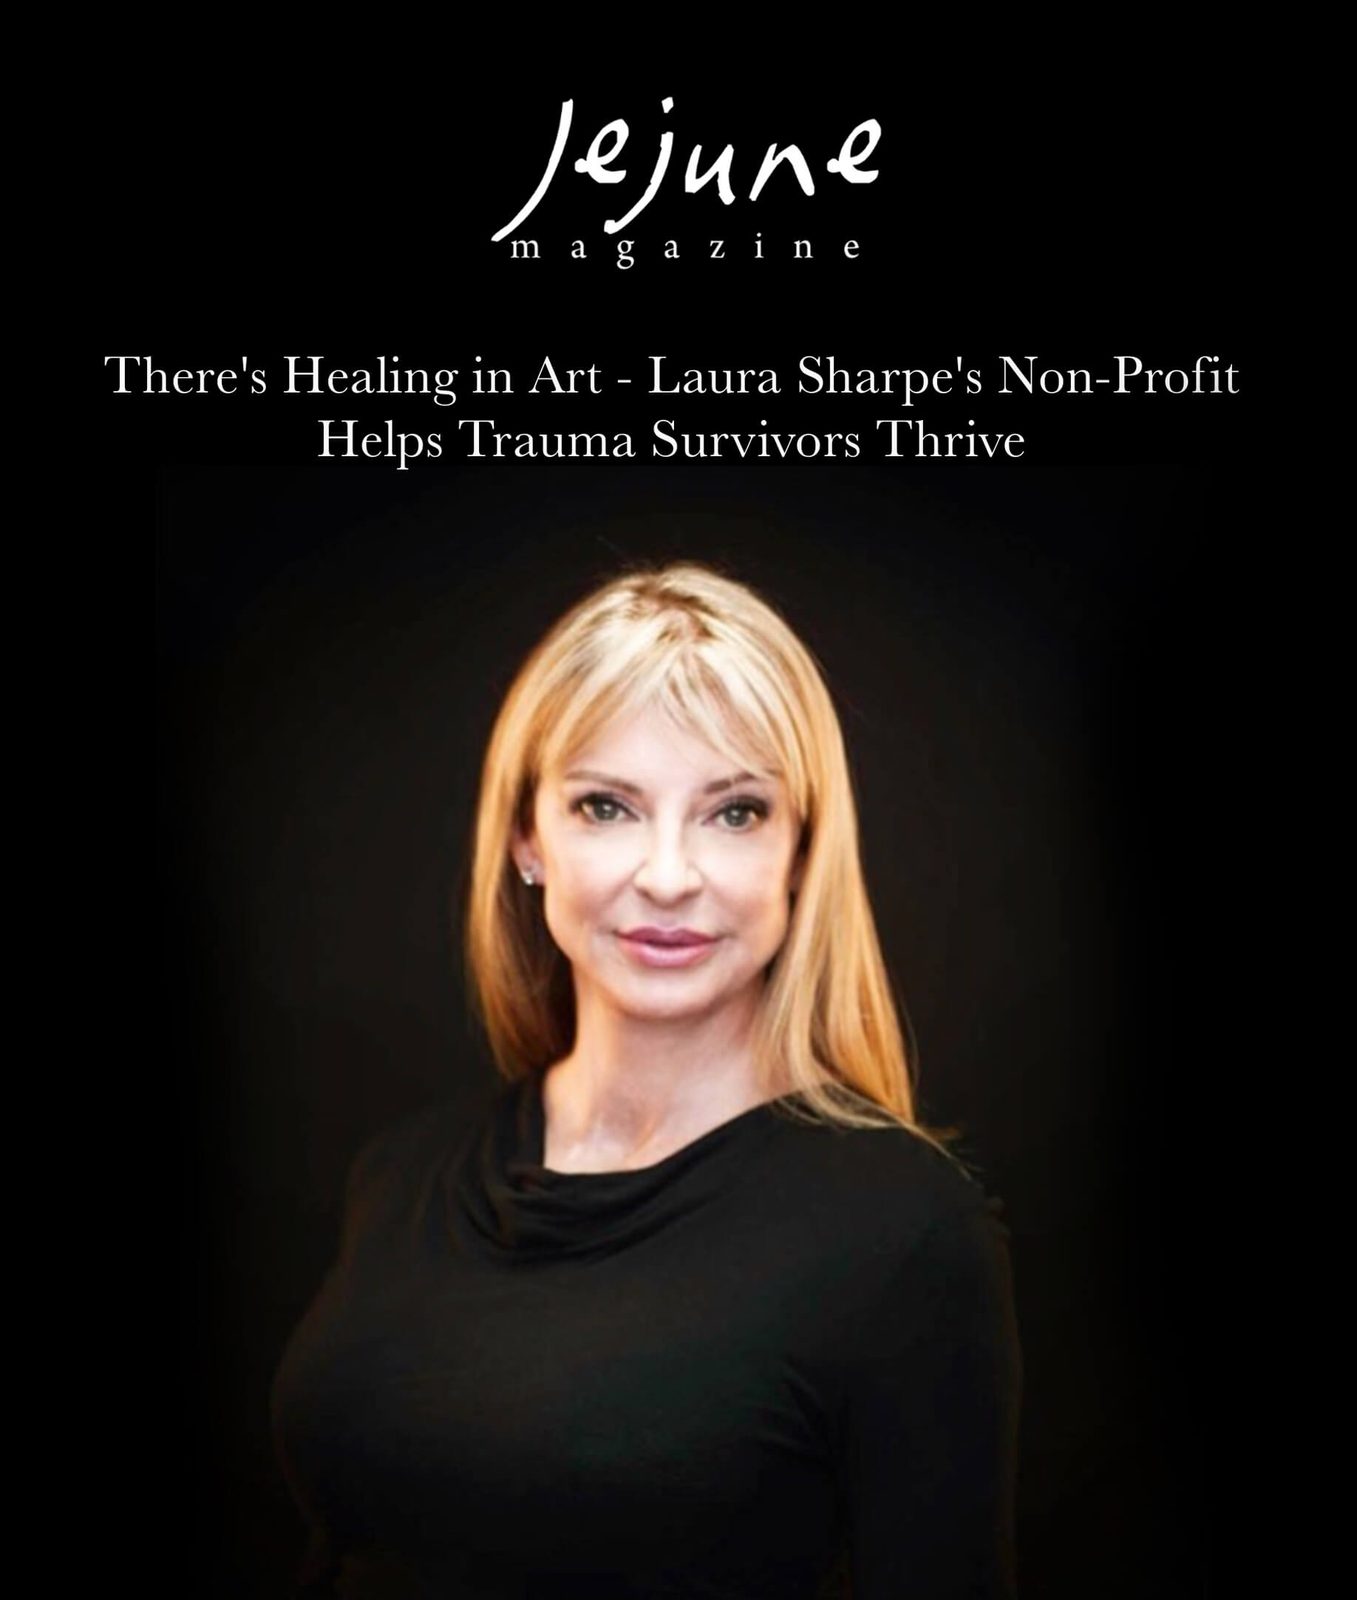 Jejune
magazine
There's Healing in Art - Laura Sharpe's Non-Profit
Helps Trauma Survivors Thrive